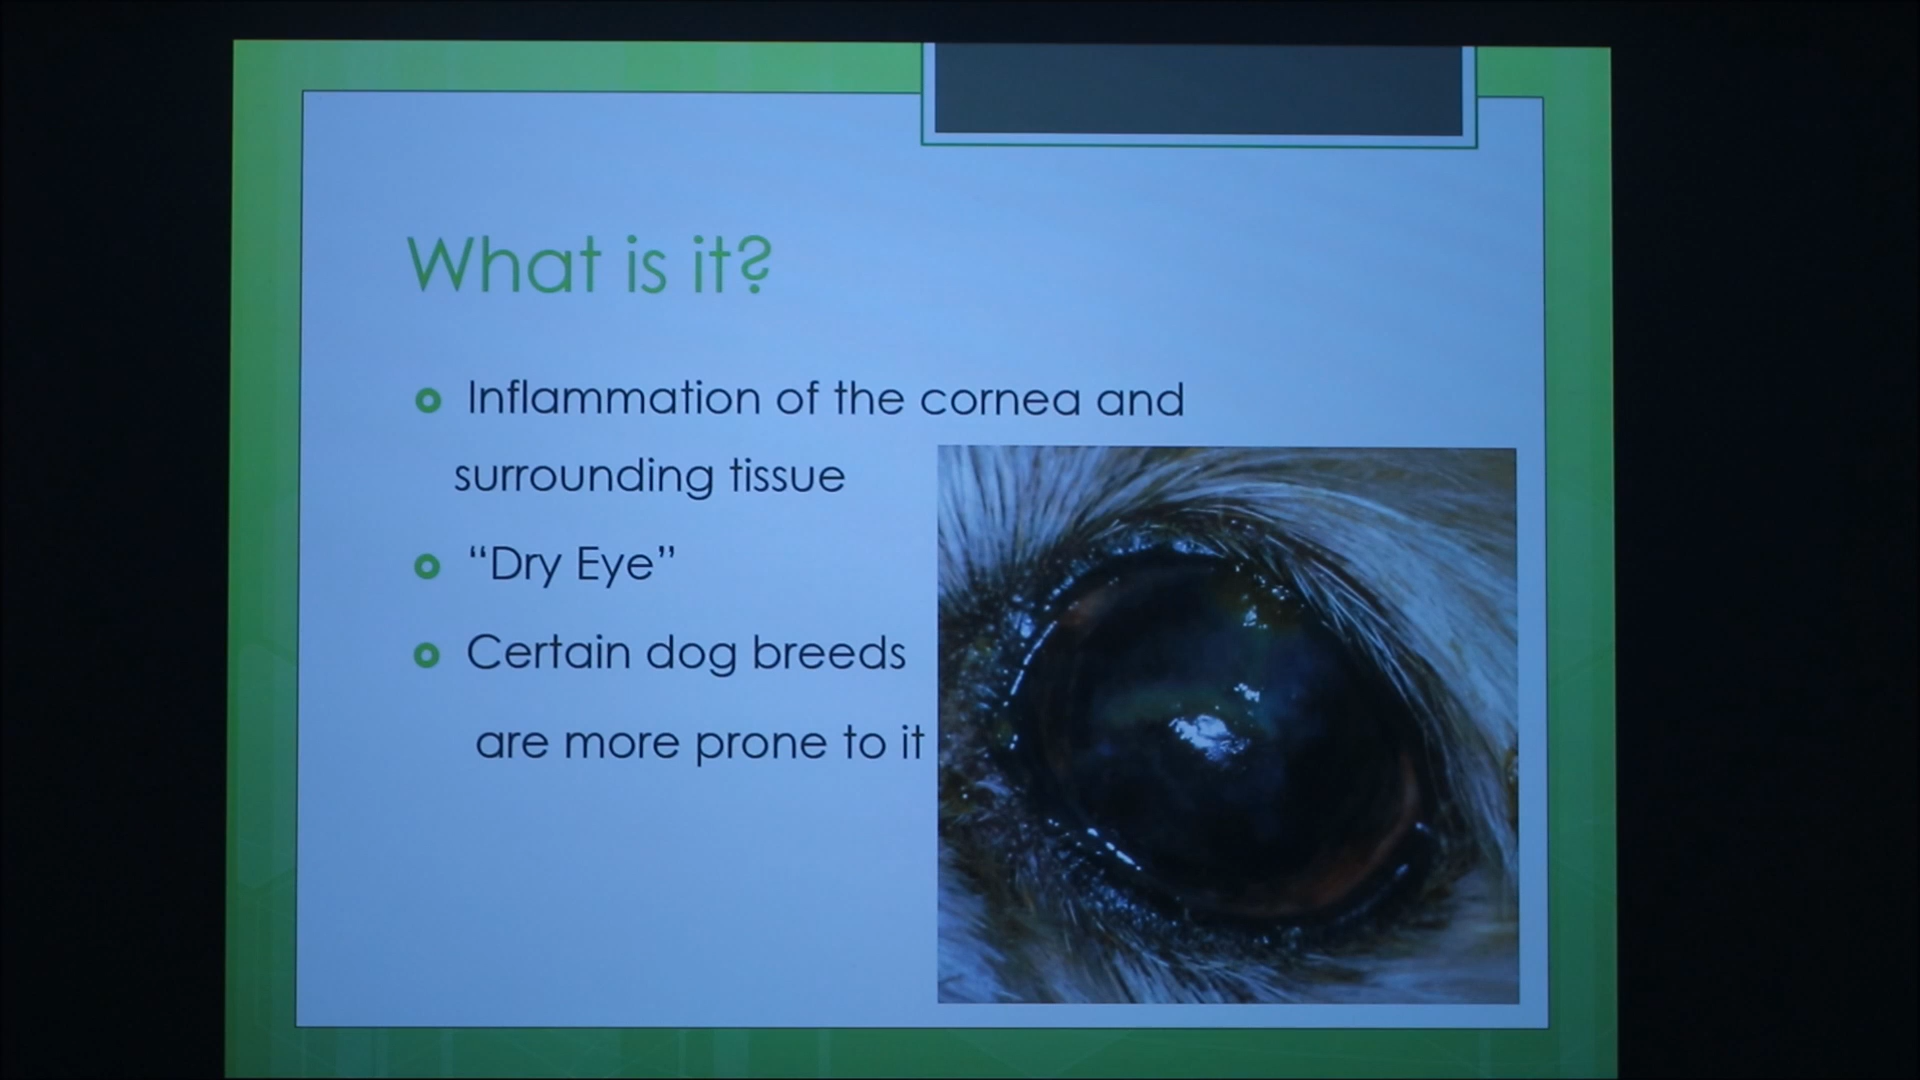 What is it?
Inflammation of the cornea and
surrounding tissue
“Dry Eye”
Certain dog breeds
are more prone to it